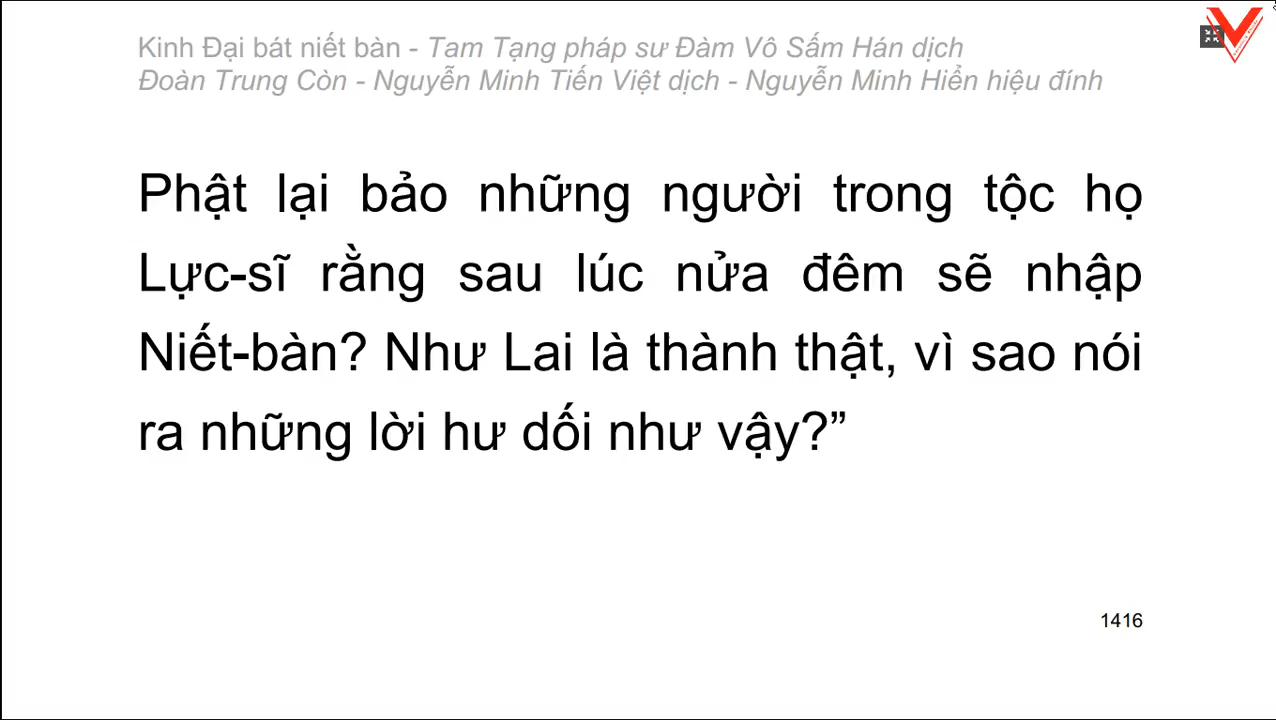 Kinh Đại bát niết bàn - Tam Tạng pháp sư Đàm Vô Sấm Hán dịch
Đoàn Trung Còn - Nguyễn Minh Tiến Việt dịch - Nguyễn Minh Hiển hiệu đính
Phật lại bảo những người trong tộc họ
Lực-sĩ rằng sau lúc nửa đêm sẽ nhập
Niết-bàn? Như Lai là thành thật, vì sao nói
ra những lời hư dối như vậy?”
1416